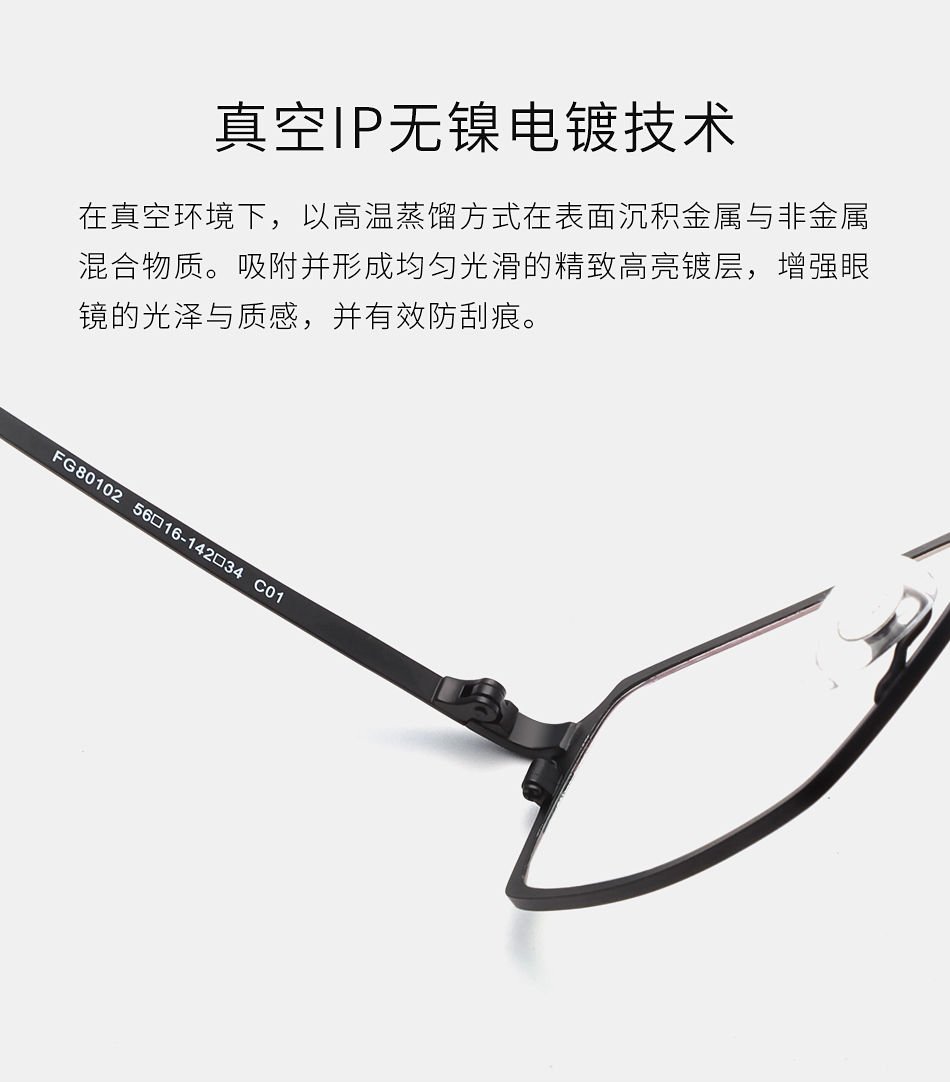 真空IP无镍电镀技术
在真空环境下，以高温蒸馏方式在表面沉积金属与非金属
混合物质。吸附并形成均匀光滑的精致高亮镀层，增强眼
镜的光泽与质感，并有效防刮痕。
FG80102 56□16-142□34 C01